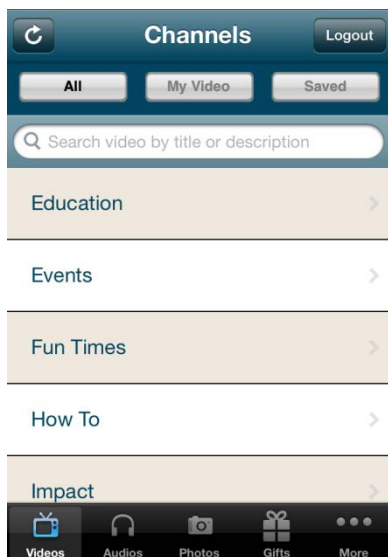 Channels
Logout
All
My Video
Saved
Search video by title or description
Education
Events
Fun Times
How To
Impact
Videos
Audios
Photos
Gifts
More